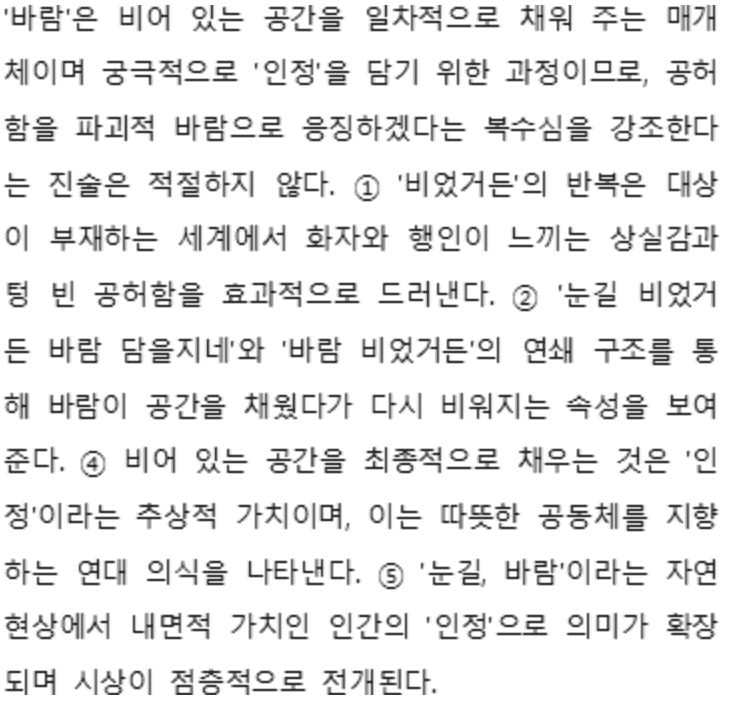 '바람'은 비어 있는 공간을 일차적으로 채워 주는 매개
체이며 궁극적으로 '인정'을 담기 위한 과정이므로, 공허
함을 파괴적 바람으로 응징하겠다는 복수심을 강조한다
는 진술은 적절하지 않다. ① '비었거든'의 반복은 대상
이 부재하는 세계에서 화자와 행인이 느끼는 상실감과
텅 빈 공허함을 효과적으로 드러낸다. ② '눈길 비었거
든 바람 담을지네'와 '바람 비었거든'의 연쇄 구조를 통
해 바람이 공간을 채웠다가 다시 비워지는 속성을 보여
준다. ④ 비어 있는 공간을 최종적으로 채우는 것은 '인
정'이라는 추상적 가치이며, 이는 따뜻한 공동체를 지향
하는 연대 의식을 나타낸다. ⑤ '눈길, 바람'이라는 자연
현상에서 내면적 가치인 인간의 '인정'으로 의미가 확장
되며 시상이 점층적으로 전개된다.